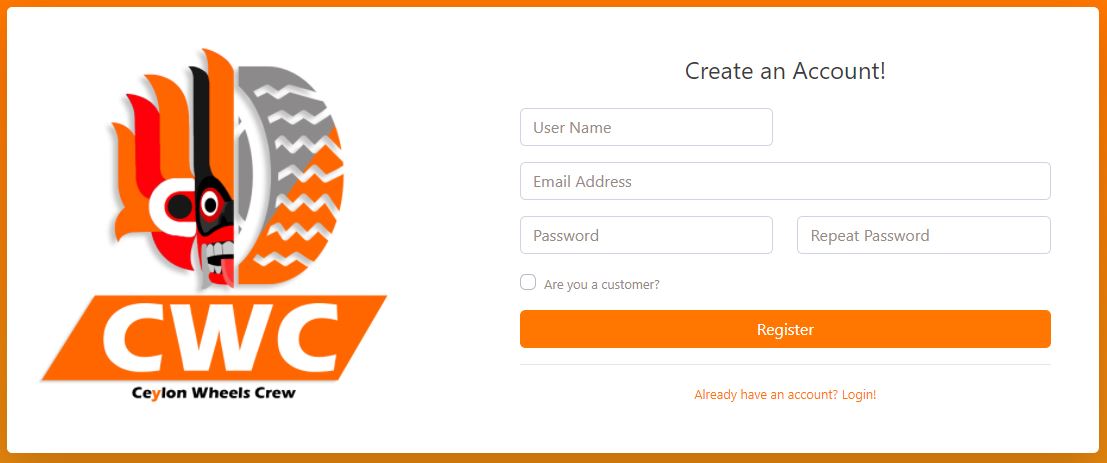 CWC
Ceylon Wheels Crew
Create an Account!
User Name
Email Address
Password
Repeat Password
Are you a customer?
Register
Already have an account? Login!